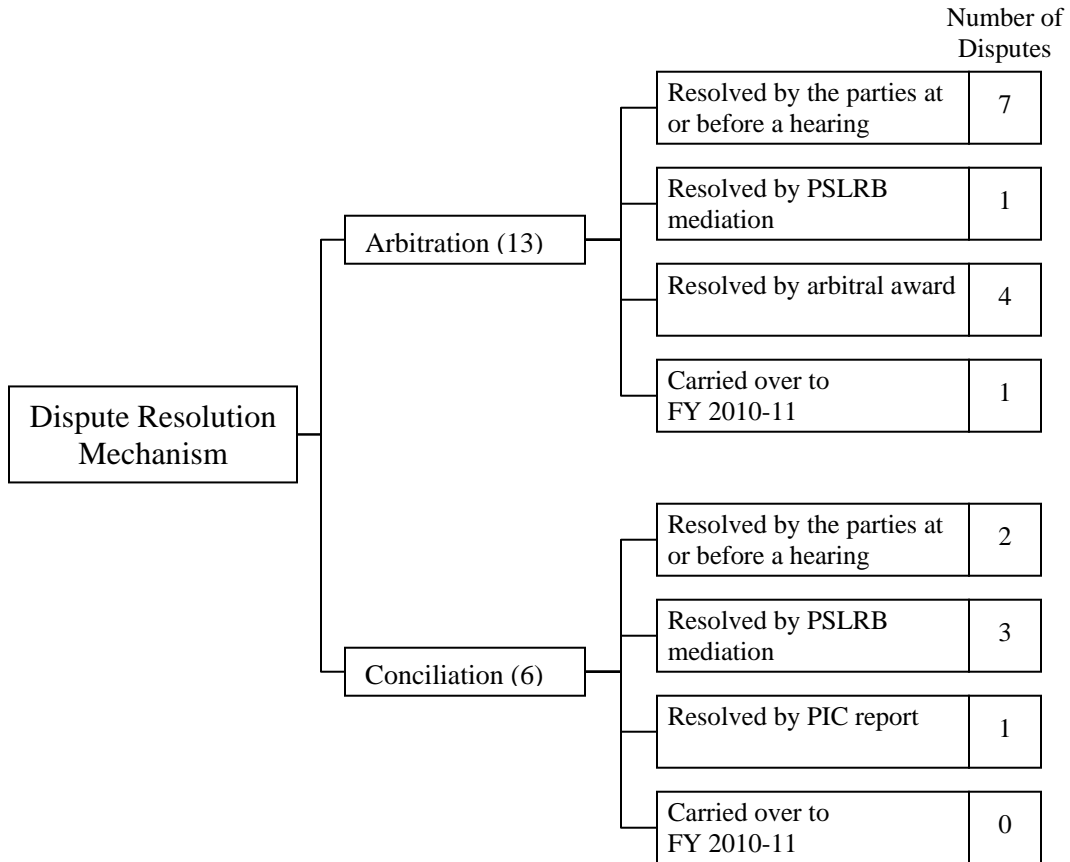 Number of
Disputes
Resolved by the parties at
or before a hearing
7
Resolved by PSLRB
mediation
1
Arbitration (13)
Resolved by arbitral award
4
Carried over to
FY 2010-11
1
Dispute Resolution
Mechanism
Resolved by the parties at
or before a hearing
2
Resolved by PSLRB
mediation
3
Conciliation (6)
Resolved by PIC report
1
Carried over to
FY 2010-11
0